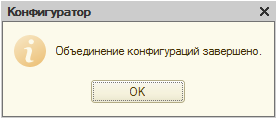 Конфигуратор
Объединение конфигураций завершено.
OK